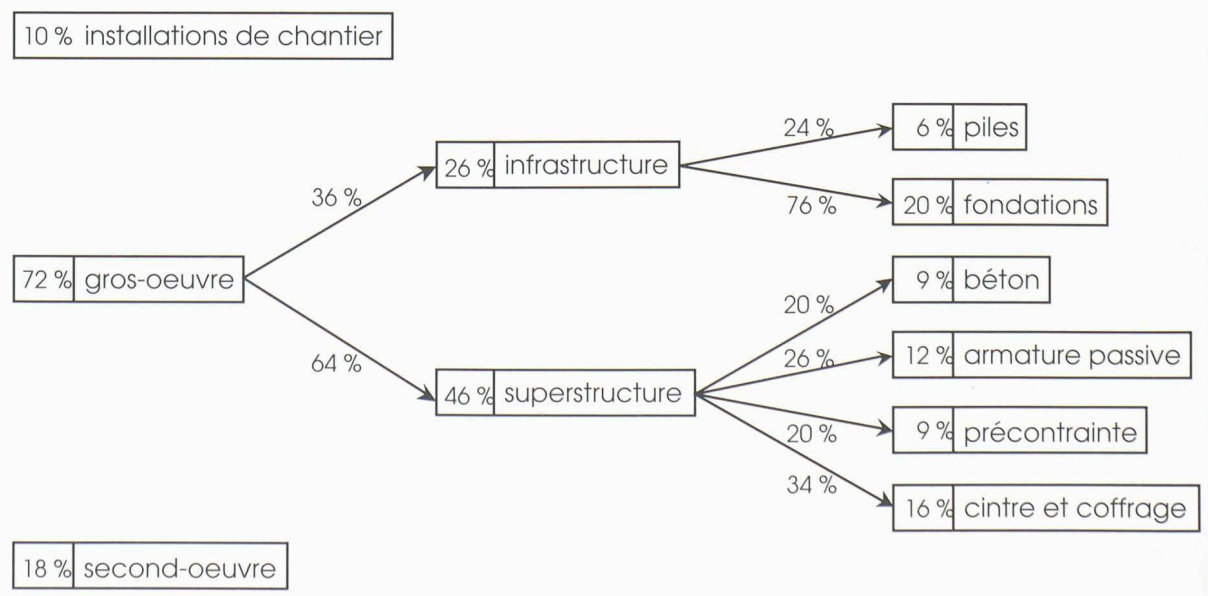 10 % installations de chantier
24 %
6 % piles
26 % infrastructure
36 %
76 %
20 % fondations
72 % gros-oeuvre
9 % béton
20 %
64 %
26 %
12 % armature passive
46 % superstructure
20 %
9 % précontrainte
34 %
16 % cintre et coffrage
18 % second-oeuvre